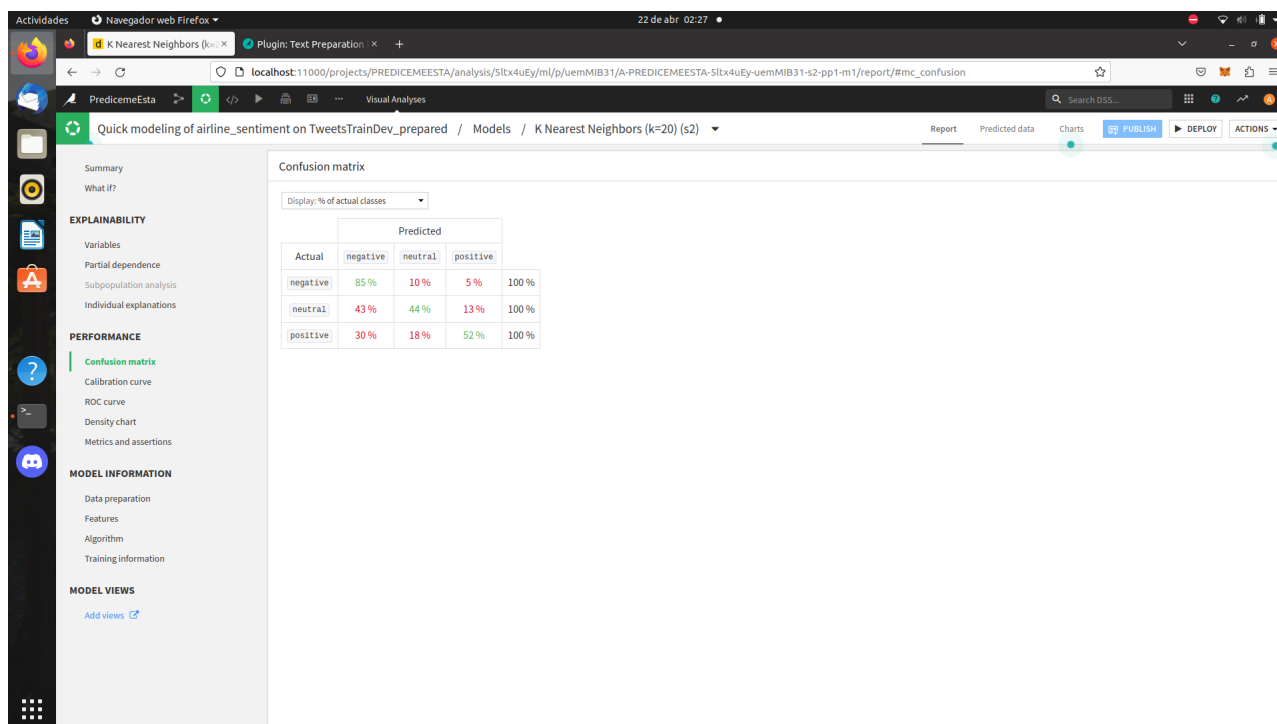 Actividades Navegador web Firefox 22 de abr 02:27
K Nearest Neighbors (k=2 Plugin: Text Preparation
localhost:11000/projects/PREDICEMEESTA/analysis/5ltx4uEy/ml/p/uemMIB31/A-PREDICEMEESTA-5ltx4uEy-uemMIB31-s2-pp1-m1/report/#mc_confusion
PredicemeEsta Visual Analyses Search DSS...
Quick modeling of airline_sentiment on TweetsTrainDev_prepared / Models / K Nearest Neighbors (k=20) (s2) Report Predicted data Charts PUBLISH DEPLOY ACTIONS
Summary
What if?
EXPLAINABILITY
Variables
Partial dependence
Subpopulation analysis
Individual explanations
PERFORMANCE
Confusion matrix
Calibration curve
ROC curve
Density chart
Metrics and assertions
MODEL INFORMATION
Data preparation
Features
Algorithm
Training information
MODEL VIEWS
Add views
Confusion matrix
Display: % of actual classes
Predicted
Actual negative neutral positive
negative 85 % 10 % 5 % 100 %
neutral 43 % 44 % 13 % 100 %
positive 30 % 18 % 52 % 100 %